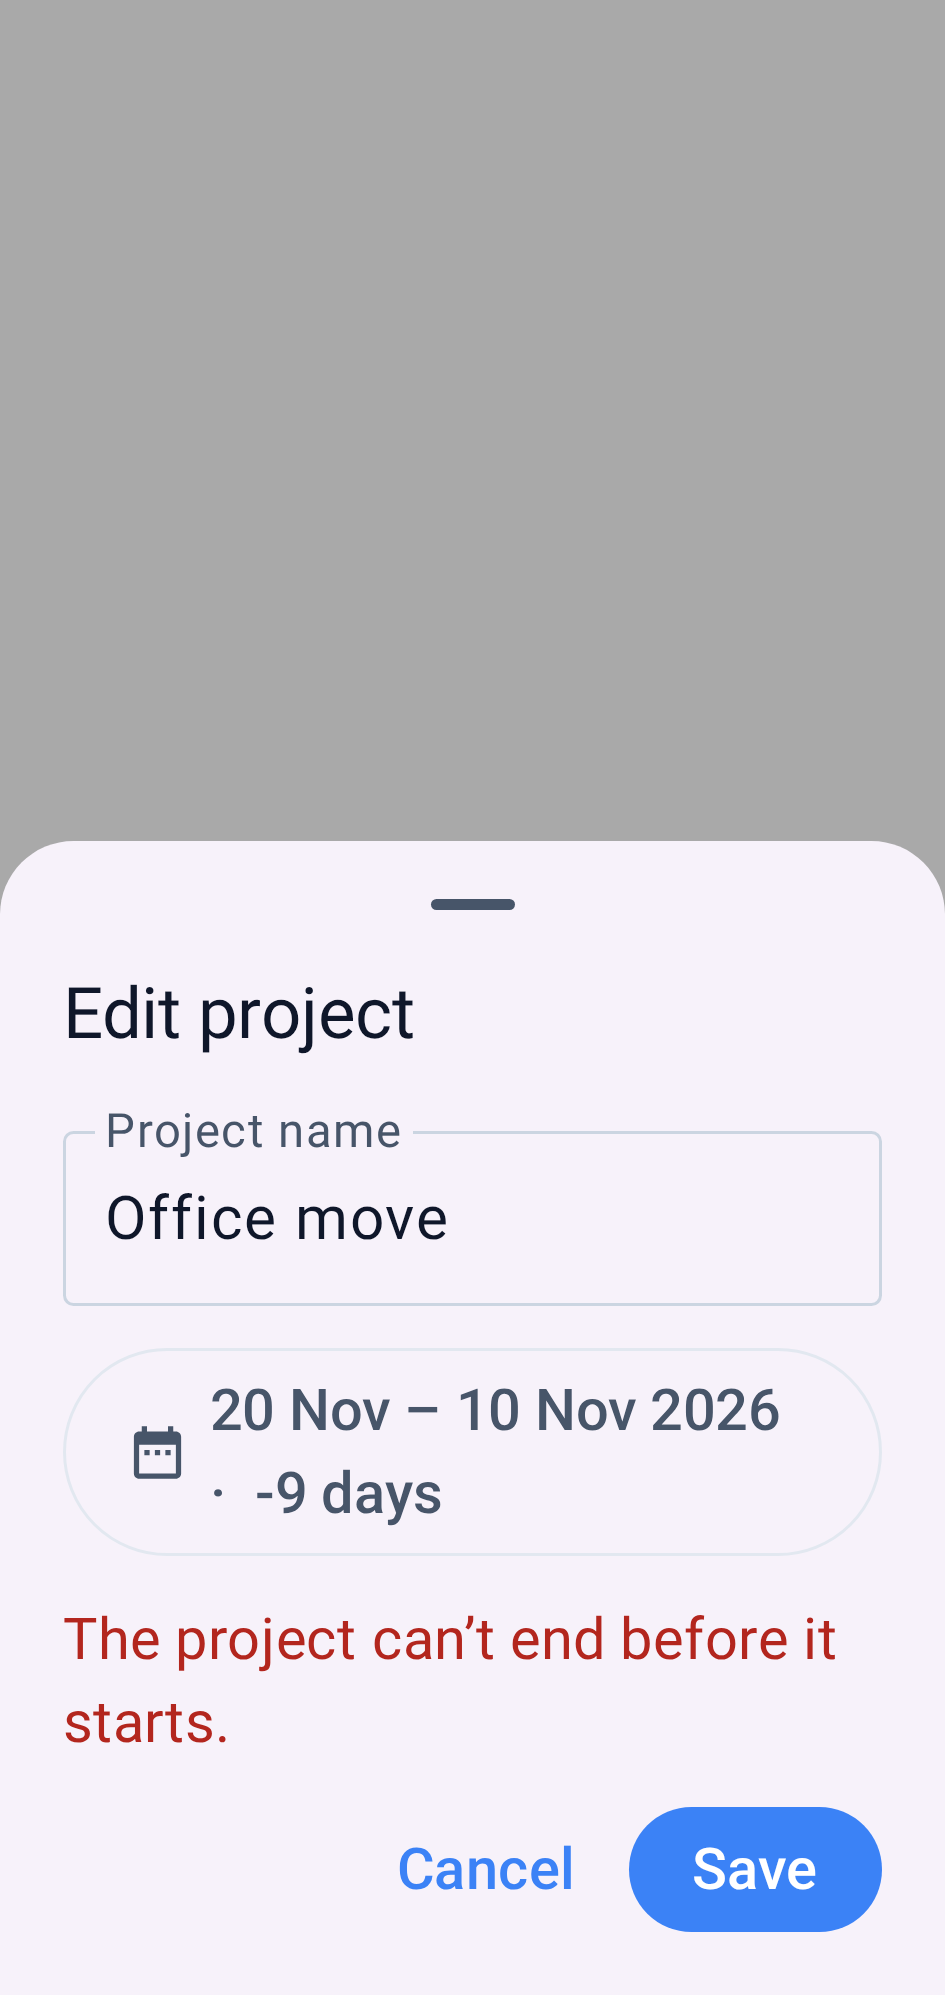 Edit project
Project name
Office move
20 Nov – 10 Nov 2026
· -9 days
The project can’t end before it
starts.
Cancel
Save